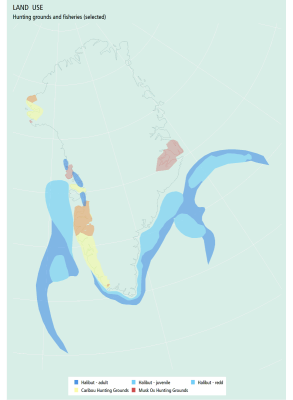 LAND USE
Hunting grounds and fisheries (selected)
Halibut - adult
Halibut - juvenile
Halibut - redd
Caribou Hunting Grounds
Musk Ox Hunting Grounds